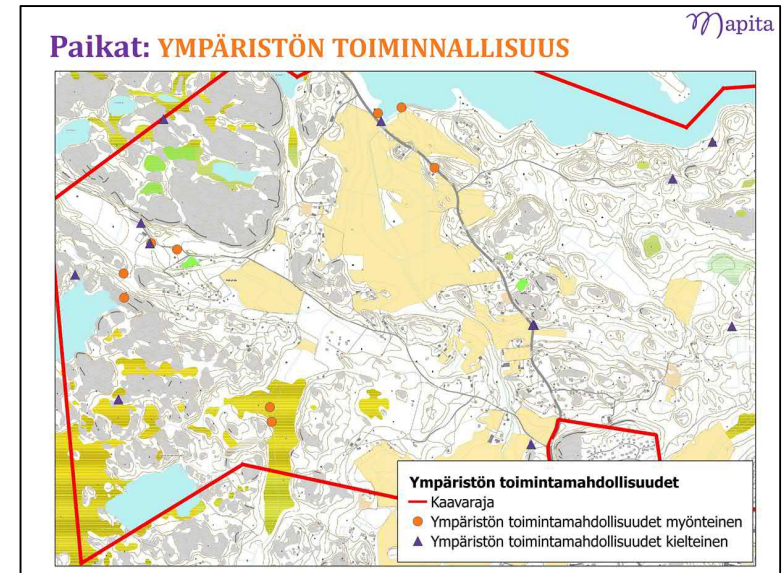 Mapita
Paikat: YMPÄRISTÖN TOIMINNALLISUUS
Ympäristön toimintamahdollisuudet
Kaavaraja
Ympäristön toimintamahdollisuudet myönteinen
Ympäristön toimintamahdollisuudet kielteinen